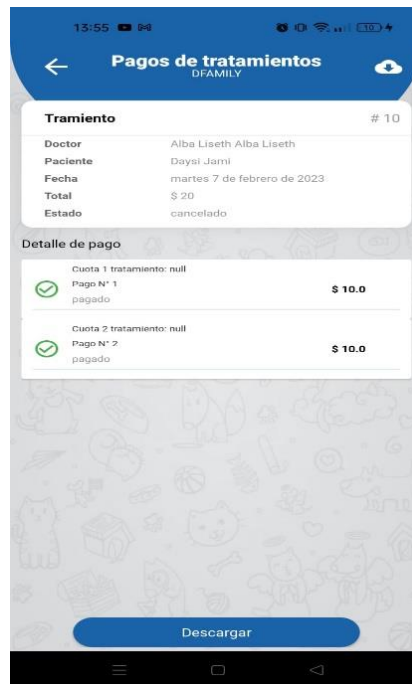 13:55
10
Pagos de tratamientos
DFAMILY
Tramiento # 10
Doctor Alba Liseth Alba Liseth
Paciente Daysi Jami
Fecha martes 7 de febrero de 2023
Total $ 20
Estado cancelado
Detalle de pago
Cuota 1 tratamiento: null
Pago N° 1 $ 10.0
pagado
Cuota 2 tratamiento: null
Pago N° 2 $ 10.0
pagado
Descargar